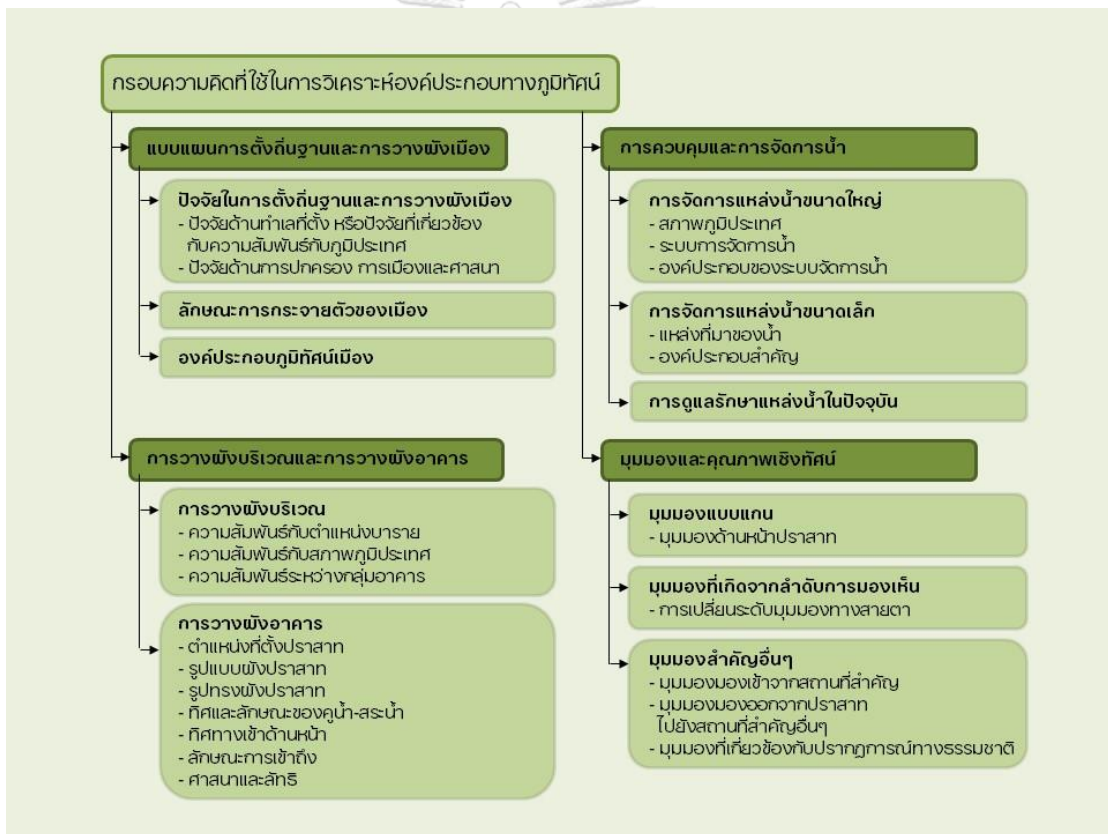 กรอบความคิดที่ใช้ในการวิเคราะห์องค์ประกอบทางภูมิทัศน์
แบบแผนการตั้งถิ่นฐานและการวางผังเมือง
ปัจจัยในการตั้งถิ่นฐานและการวางผังเมือง
- ปัจจัยด้านทำเลที่ตั้ง หรือปัจจัยที่เกี่ยวข้อง
กับความสัมพันธ์กับภูมิประเทศ
- ปัจจัยด้านการปกครอง การเมืองและศาสนา
ลักษณะการกระจายตัวของเมือง
องค์ประกอบภูมิทัศน์เมือง
การวางผังบริเวณและการวางผังอาคาร
การวางผังบริเวณ
- ความสัมพันธ์กับตำแหน่งบาราย
- ความสัมพันธ์กับสภาพภูมิประเทศ
- ความสัมพันธ์ระหว่างกลุ่มอาคาร
การวางผังอาคาร
- ตำแหน่งที่ตั้งปราสาท
- รูปแบบผังปราสาท
- รูปทรงผังปราสาท
- ทิศและลักษณะของคูน้ำ-สระน้ำ
- ทิศทางเข้าด้านหน้า
- ลักษณะการเข้าถึง
- ศาสนาและลัทธิ
การควบคุมและการจัดการน้ำ
การจัดการแหล่งน้ำขนาดใหญ่
- สภาพภูมิประเทศ
- ระบบการจัดการน้ำ
- องค์ประกอบของระบบจัดการน้ำ
การจัดการแหล่งน้ำขนาดเล็ก
- แหล่งที่มาของน้ำ
- องค์ประกอบสำคัญ
การดูแลรักษาแหล่งน้ำในปัจจุบัน
มุมมองและคุณภาพเชิงทัศน์
มุมมองแบบแกน
- มุมมองด้านหน้าปราสาท
มุมมองที่เกิดจากลำดับการมองเห็น
- การเปลี่ยนระดับมุมมองทางสายตา
มุมมองสำคัญอื่นๆ
- มุมมองมองเข้าจากสถานที่สำคัญ
- มุมมองมองออกจากปราสาท
ไปยังสถานที่สำคัญอื่นๆ
- มุมมองที่เกี่ยวข้องกับปรากฏการณ์ทางธรรมชาติ